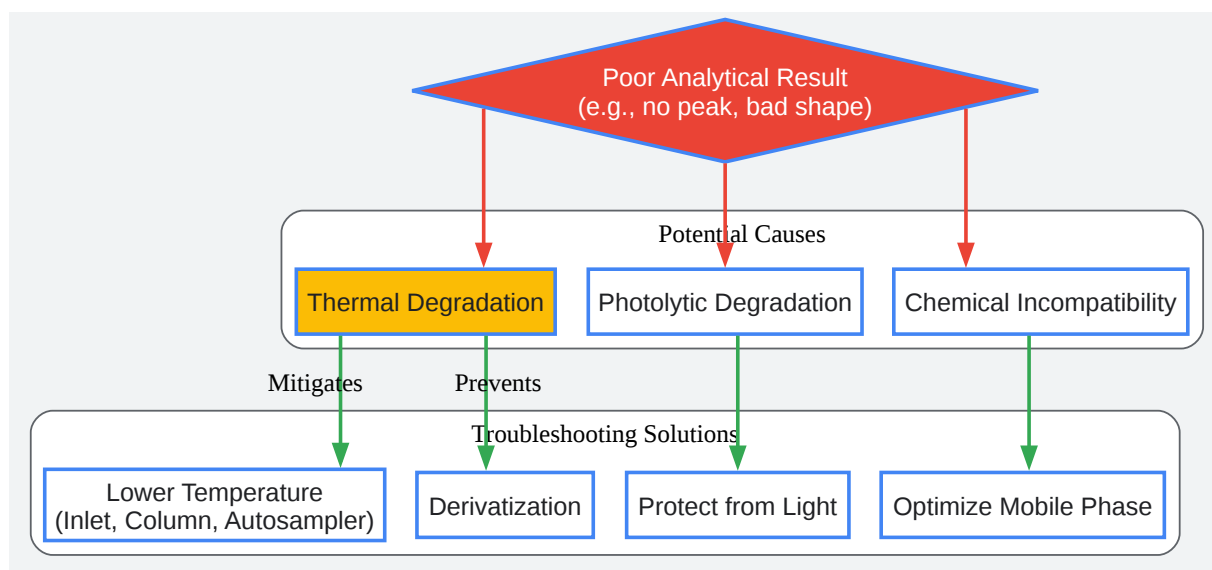 Poor Analytical Result
(e.g., no peak, bad shape)
Potential Causes
Thermal Degradation
Photolytic Degradation
Chemical Incompatibility
Mitigates
Prevents
Troubleshooting Solutions
Lower Temperature
(Inlet, Column, Autosampler)
Derivatization
Protect from Light
Optimize Mobile Phase